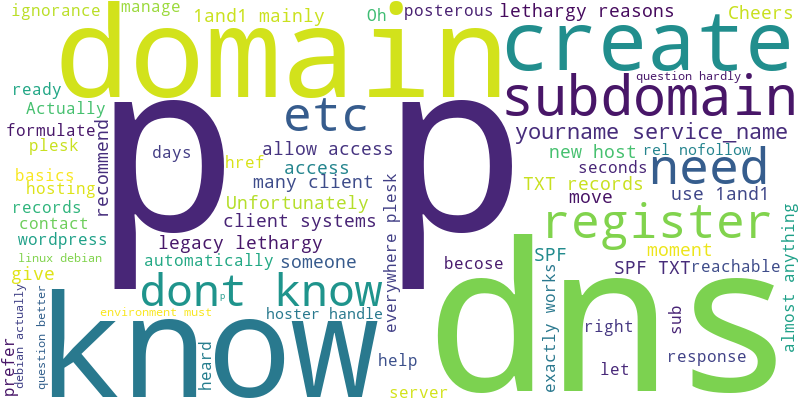 ignorance
manage
1and1 mainly
Oh
posterous
lethargy reasons
Cheers
domain
create
question hardly
ready
Actually
formulate
plesk
basics
hosting
records
contact
wordpress
linux debian
give
recommend
p p
days
href
etc
allow access
access
many client
Unfortunately
client systems
legacy lethargy
automatically
someone
subdomain
yourname service_name
new host
rel nofollow
seconds
need
TXT records
use 1and1
move
register
everywhere plesk
SPF
moment
SPF TXT
reachable
becose
almost anything
dont know
p
environment must
hoster handle
know
dns
prefer
debian actually
question better
heard
help
server
exactly works
right
sub
let
response